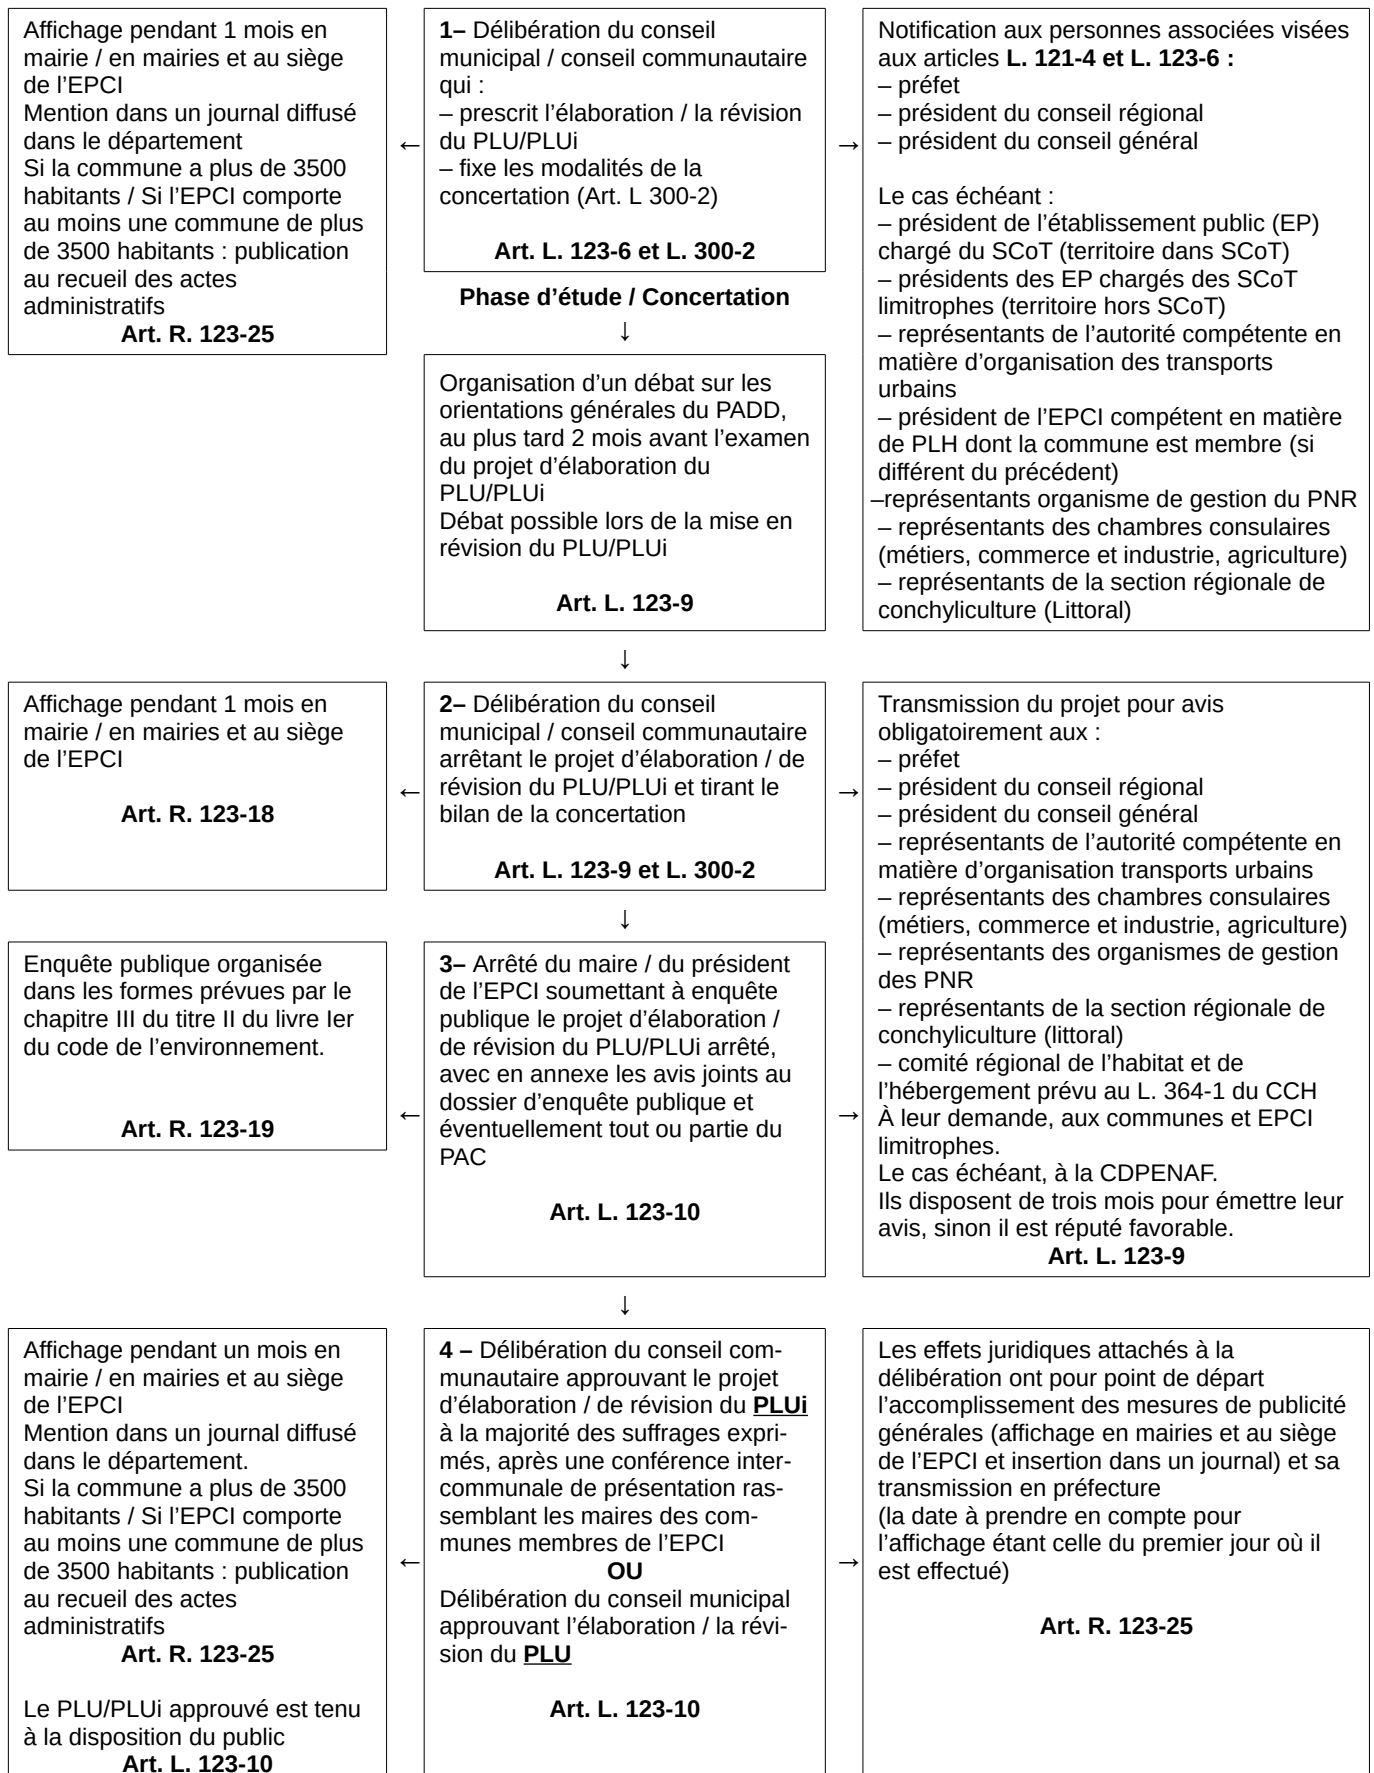 Affichage pendant 1 mois en
mairie / en mairies et au siège
de l’EPCI
Mention dans un journal diffusé
dans le département
Si la commune a plus de 3500
habitants / Si l’EPCI comporte
au moins une commune de plus
de 3500 habitants : publication
au recueil des actes
administratifs
Art. R. 123-25
←
1– Délibération du conseil
municipal / conseil communautaire
qui :
– prescrit l’élaboration / la révision
du PLU/PLUi
– fixe les modalités de la
concertation (Art. L 300-2)
Art. L. 123-6 et L. 300-2
→
Notification aux personnes associées visées
aux articles L. 121-4 et L. 123-6 :
– préfet
– président du conseil régional
– président du conseil général
Le cas échéant :
– président de l’établissement public (EP)
chargé du SCoT (territoire dans SCoT)
– présidents des EP chargés des SCoT
limitrophes (territoire hors SCoT)
– représentants de l’autorité compétente en
matière d’organisation des transports
urbains
– président de l’EPCI compétent en matière
de PLH dont la commune est membre (si
différent du précédent)
–représentants organisme de gestion du PNR
– représentants des chambres consulaires
(métiers, commerce et industrie, agriculture)
– représentants de la section régionale de
conchyliculture (Littoral)
Phase d’étude / Concertation
↓
Organisation d’un débat sur les
orientations générales du PADD,
au plus tard 2 mois avant l’examen
du projet d’élaboration du
PLU/PLUi
Débat possible lors de la mise en
révision du PLU/PLUi
Art. L. 123-9
↓
Affichage pendant 1 mois en
mairie / en mairies et au siège
de l’EPCI
Art. R. 123-18
←
2– Délibération du conseil
municipal / conseil communautaire
arrêtant le projet d’élaboration / de
révision du PLU/PLUi et tirant le
bilan de la concertation
Art. L. 123-9 et L. 300-2
→
Transmission du projet pour avis
obligatoirement aux :
– préfet
– président du conseil régional
– président du conseil général
– représentants de l’autorité compétente en
matière d’organisation transports urbains
– représentants des chambres consulaires
(métiers, commerce et industrie, agriculture)
– représentants des organismes de gestion
des PNR
– représentants de la section régionale de
conchyliculture (littoral)
– comité régional de l’habitat et de
l’hébergement prévu au L. 364-1 du CCH
À leur demande, aux communes et EPCI
limitrophes.
Le cas échéant, à la CDPENAF.
Ils disposent de trois mois pour émettre leur
avis, sinon il est réputé favorable.
Art. L. 123-9
↓
Enquête publique organisée
dans les formes prévues par le
chapitre III du titre II du livre Ier
du code de l’environnement.
Art. R. 123-19
←
3– Arrêté du maire / du président
de l’EPCI soumettant à enquête
publique le projet d’élaboration /
de révision du PLU/PLUi arrêté,
avec en annexe les avis joints au
dossier d’enquête publique et
éventuellement tout ou partie du
PAC
Art. L. 123-10
→
↓
Affichage pendant un mois en
mairie / en mairies et au siège
de l’EPCI
Mention dans un journal diffusé
dans le département.
Si la commune a plus de 3500
habitants / Si l’EPCI comporte
au moins une commune de plus
de 3500 habitants : publication
au recueil des actes
administratifs
Art. R. 123-25
Le PLU/PLUi approuvé est tenu
à la disposition du public
Art. L. 123-10
←
4 – Délibération du conseil com-
munautaire approuvant le projet
d’élaboration / de révision du PLUi
à la majorité des suffrages expri-
més, après une conférence inter-
communale de présentation ras-
semblant les maires des com-
munes membres de l’EPCI
OU
Délibération du conseil municipal
approuvant l’élaboration / la révi-
sion du PLU
Art. L. 123-10
→
Les effets juridiques attachés à la
délibération ont pour point de départ
l’accomplissement des mesures de publicité
générales (affichage en mairies et au siège
de l’EPCI et insertion dans un journal) et sa
transmission en préfecture
(la date à prendre en compte pour
l’affichage étant celle du premier jour où il
est effectué)
Art. R. 123-25